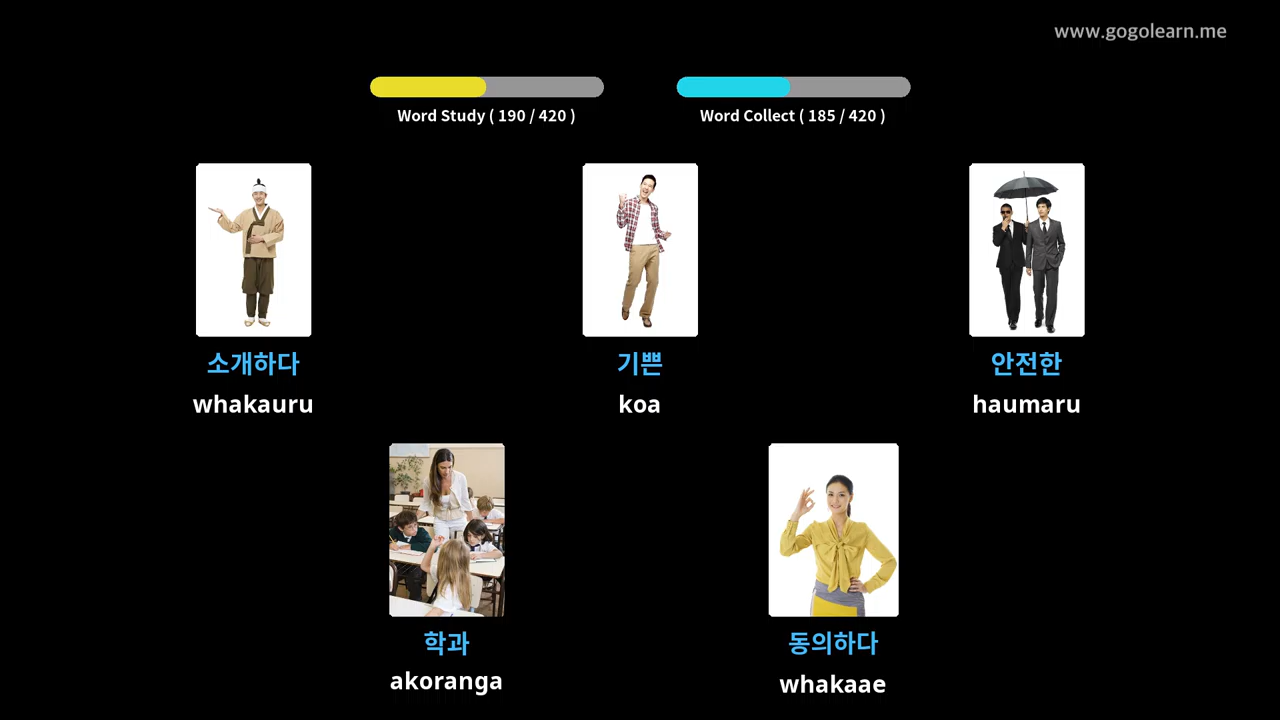 www.gogolearn.me
Word Study ( 190 / 420 )
Word Collect ( 185 / 420 )
소개하다
whakauru
기쁜
koa
안전한
haumaru
학과
akoranga
동의하다
whakaae